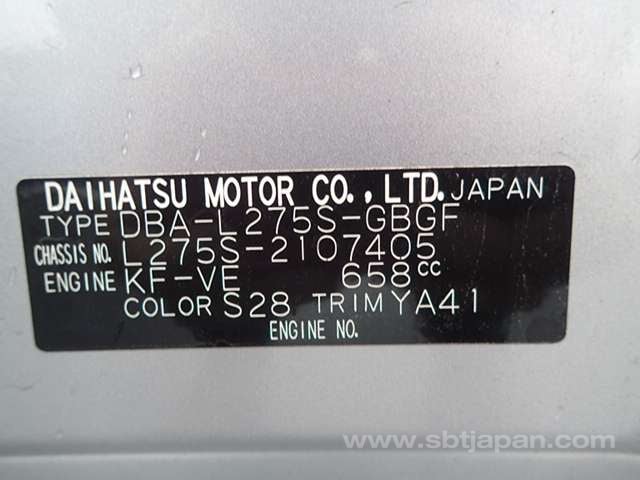 DAIHATSU MOTOR CO., LTD. JAPAN
TYPE DBA-L275S-GBGF
CHASSIS NO. L275S-2107405
ENGINE KF-VE 658cc
COLOR S28 TRIM YA41
ENGINE NO.
www.sbtjapan.com